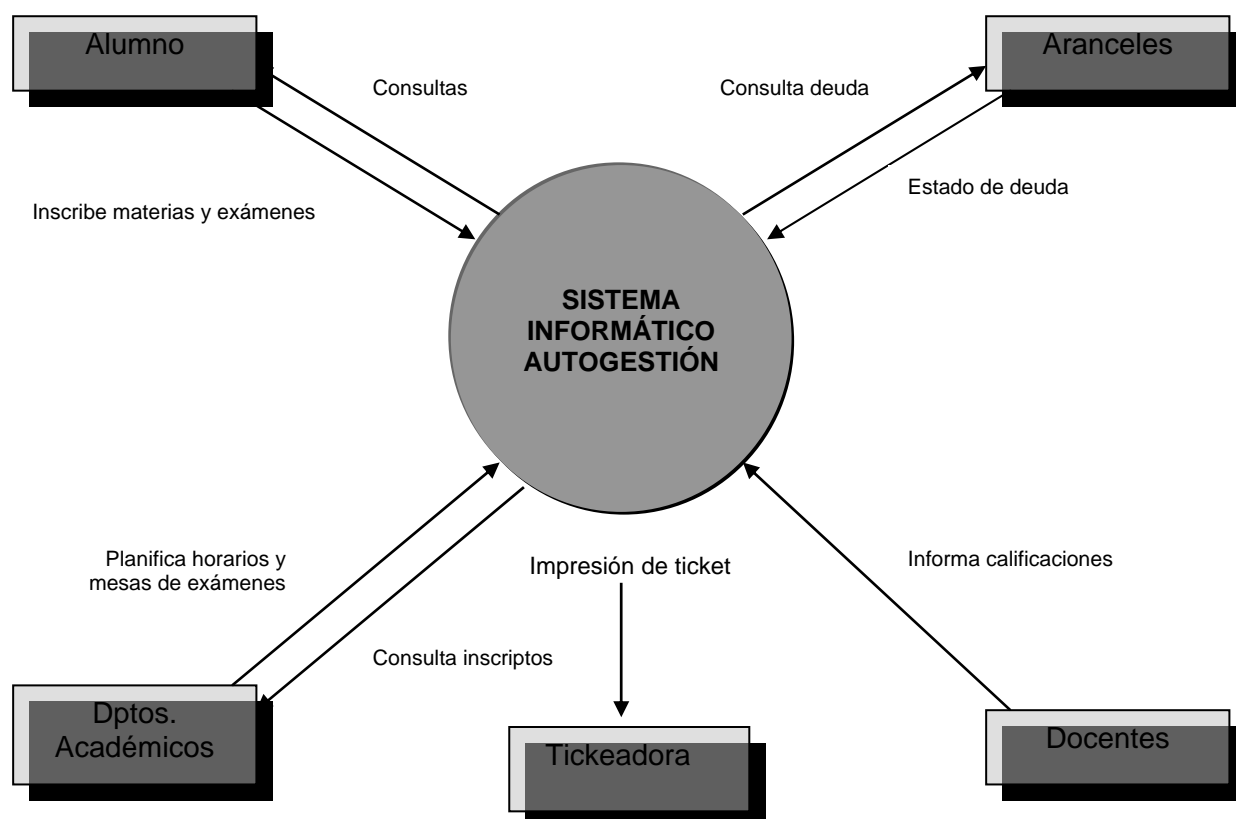 Alumno
Aranceles
Consultas
Consulta deuda
Estado de deuda
Inscribe materias y exámenes
SISTEMA
INFORMÁTICO
AUTOGESTIÓN
Planifica horarios y
mesas de exámenes
Impresión de ticket
Informa calificaciones
Consulta inscriptos
Dptos.
Académicos
Tickeadora
Docentes